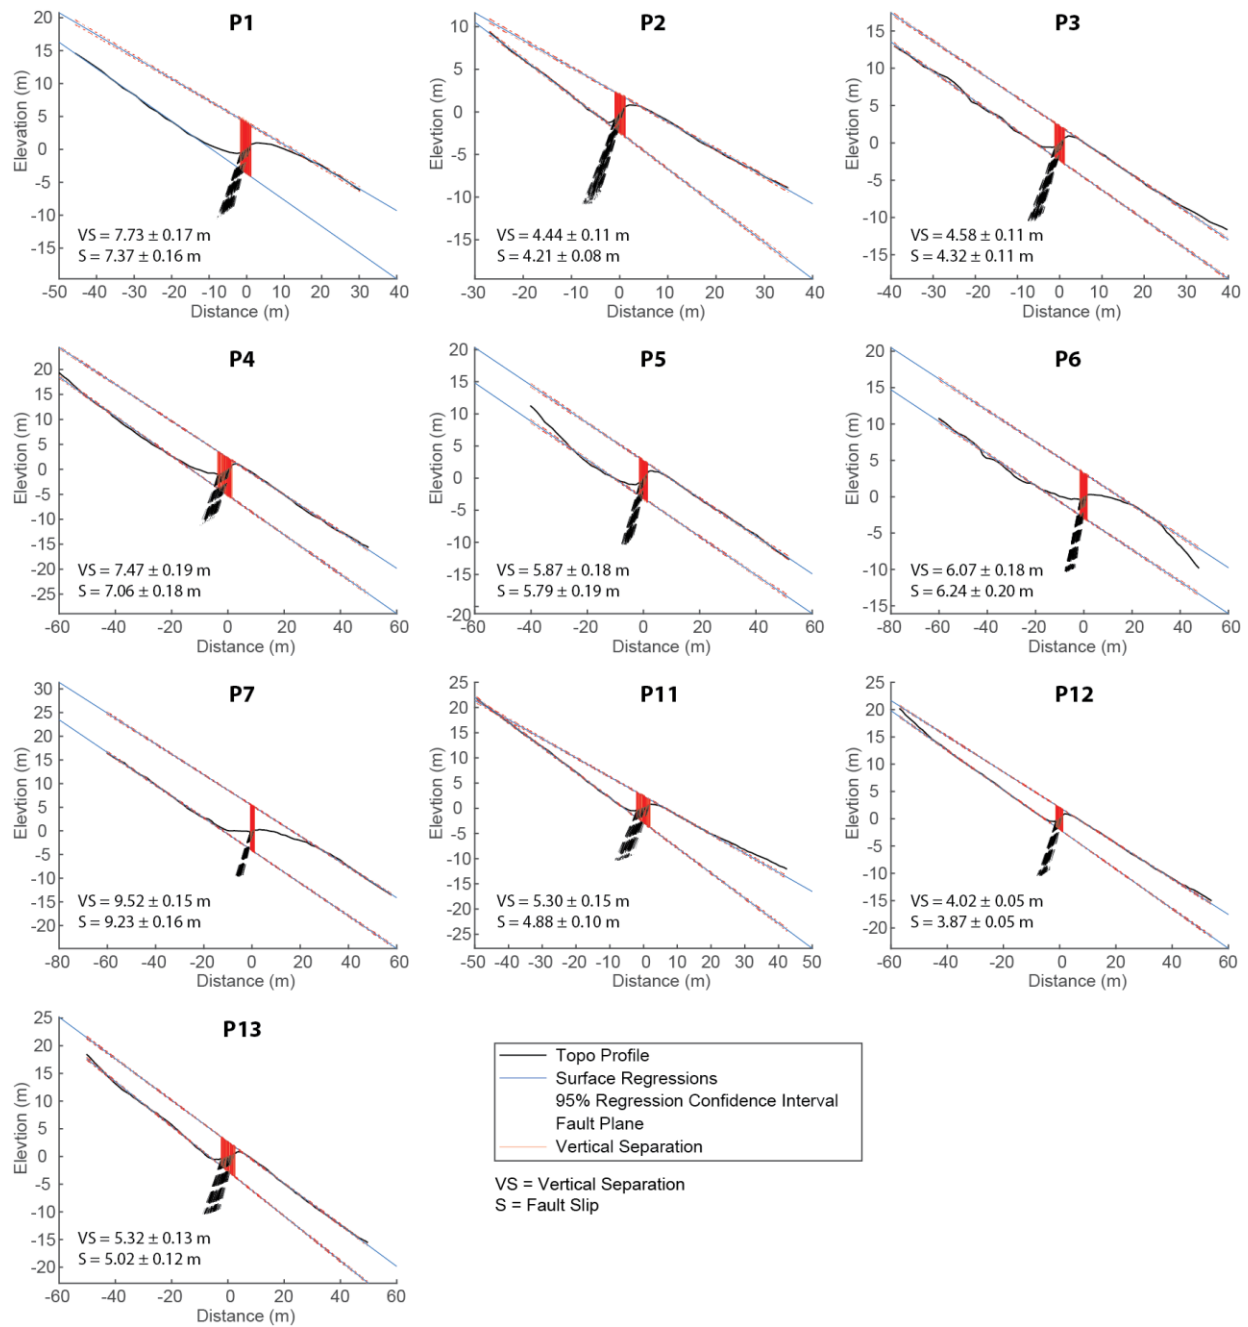 P1
20
15
10
5
0
-5
-10
-15
Elevation (m)
VS = 7.73 ± 0.17 m
S = 7.37 ± 0.16 m
-50 -40 -30 -20 -10 0 10 20 30 40
Distance (m)
P2
10
5
0
-5
-10
-15
Elevtion (m)
VS = 4.44 ± 0.11 m
S = 4.21 ± 0.08 m
-30 -20 -10 0 10 20 30 40
Distance (m)
P3
15
10
5
0
-5
-10
-15
Elevtion (m)
VS = 4.58 ± 0.11 m
S = 4.32 ± 0.11 m
-40 -30 -20 -10 0 10 20 30 40
Distance (m)
P4
20
15
10
5
0
-5
-10
-15
-20
-25
Elevtion (m)
VS = 7.47 ± 0.19 m
S = 7.06 ± 0.18 m
-60 -40 -20 0 20 40 60
Distance (m)
P5
20
15
10
5
0
-5
-10
-15
-20
Elevtion (m)
VS = 5.87 ± 0.18 m
S = 5.79 ± 0.19 m
-60 -40 -20 0 20 40 60
Distance (m)
P6
20
15
10
5
0
-5
-10
-15
Elevtion (m)
VS = 6.07 ± 0.18 m
S = 6.24 ± 0.20 m
-80 -60 -40 -20 0 20 40 60
Distance (m)
P7
30
25
20
15
10
5
0
-5
-10
-15
-20
Elevtion (m)
VS = 9.52 ± 0.15 m
S = 9.23 ± 0.16 m
-80 -60 -40 -20 0 20 40 60
Distance (m)
P11
25
20
15
10
5
0
-5
-10
-15
-20
-25
Elevtion (m)
VS = 5.30 ± 0.15 m
S = 4.88 ± 0.10 m
-50 -40 -30 -20 -10 0 10 20 30 40 50
Distance (m)
P12
25
20
15
10
5
0
-5
-10
-15
-20
Elevtion (m)
VS = 4.02 ± 0.05 m
S = 3.87 ± 0.05 m
-60 -40 -20 0 20 40 60
Distance (m)
P13
25
20
15
10
5
0
-5
-10
-15
-20
Elevtion (m)
VS = 5.32 ± 0.13 m
S = 5.02 ± 0.12 m
-60 -40 -20 0 20 40 60
Distance (m)
Topo Profile
Surface Regressions
95% Regression Confidence Interval
Fault Plane
Vertical Separation
VS = Vertical Separation
S = Fault Slip